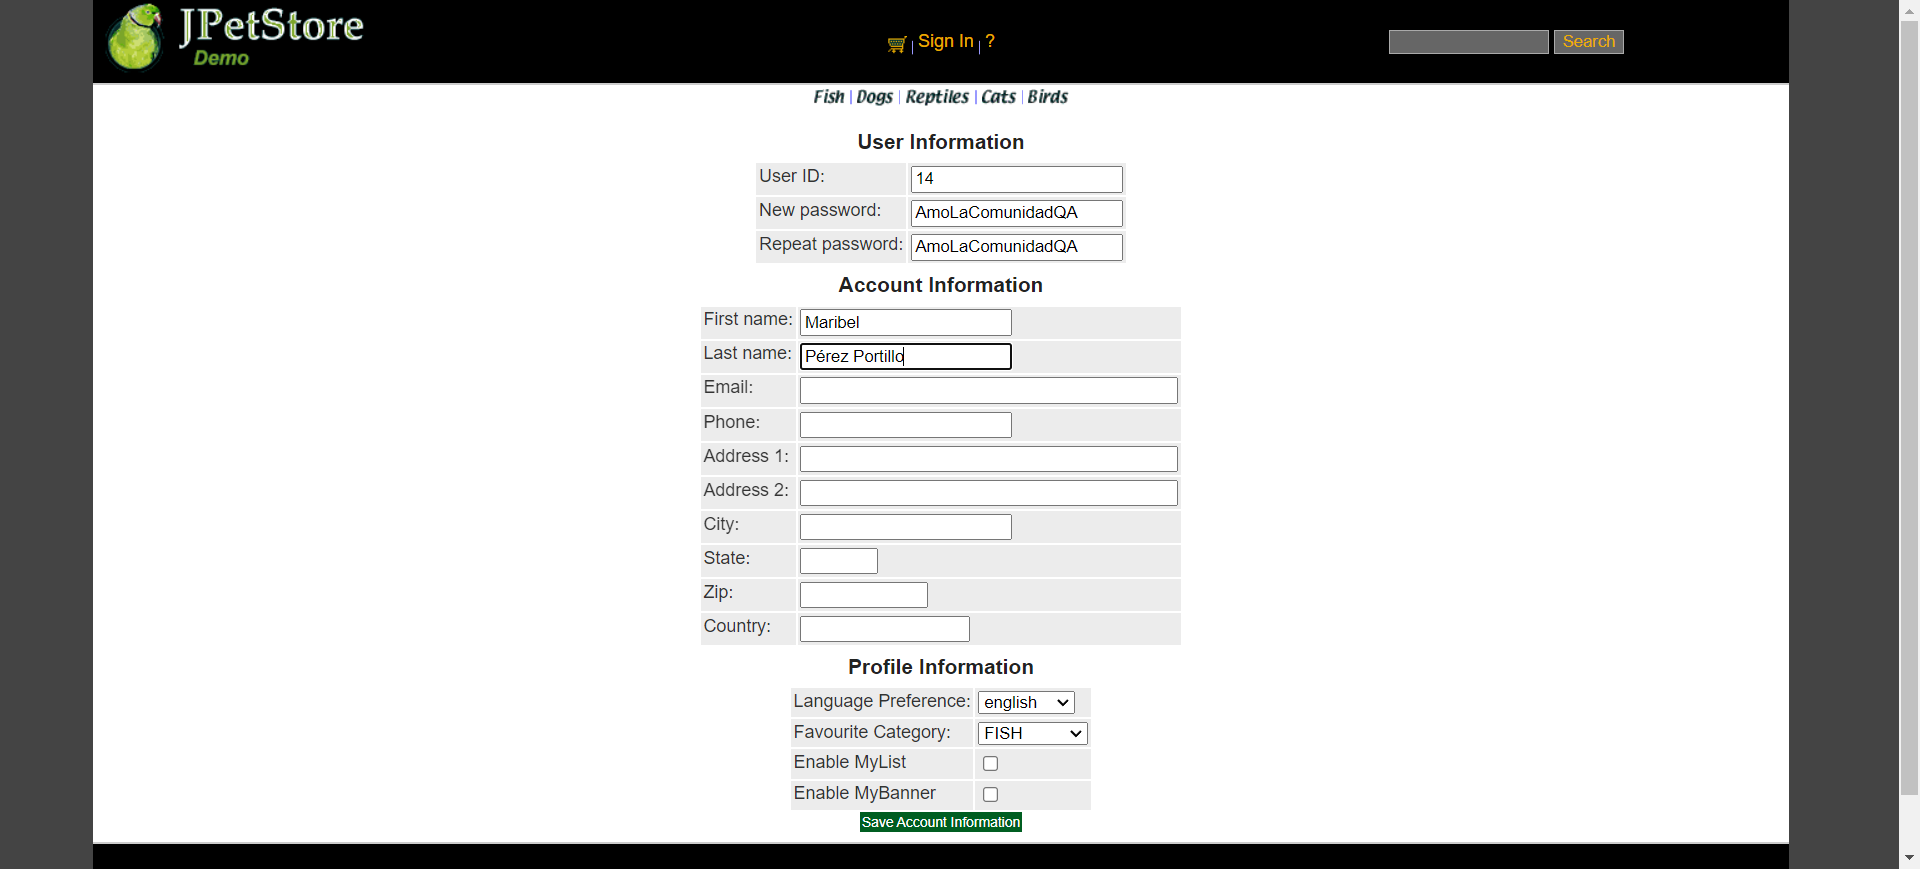 JPetStore
Demo
Sign In ?
Search
Fish | Dogs | Reptiles | Cats | Birds
User Information
User ID: 14
New password: AmoLaComunidadQA
Repeat password: AmoLaComunidadQA
Account Information
First name: Maribel
Last name: Pérez Portillo
Email:
Phone:
Address 1:
Address 2:
City:
State:
Zip:
Country:
Profile Information
Language Preference: english
Favourite Category: FISH
Enable MyList
Enable MyBanner
Save Account Information